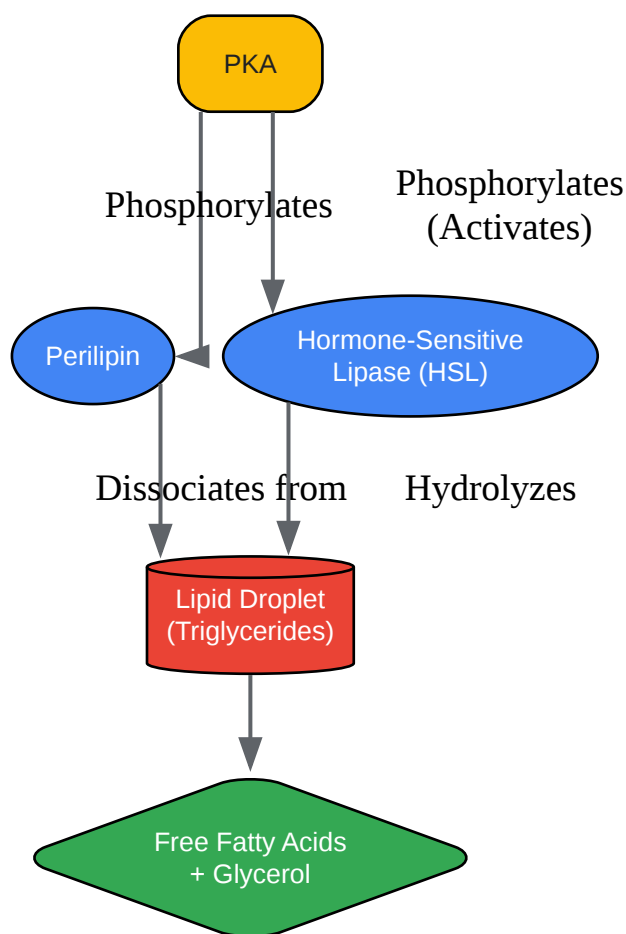 PKA
Phosphorylates
Phosphorylates
(Activates)
Perilipin
Hormone-Sensitive
Lipase (HSL)
Dissociates from
Hydrolyzes
Lipid Droplet
(Triglycerides)
Free Fatty Acids
+ Glycerol